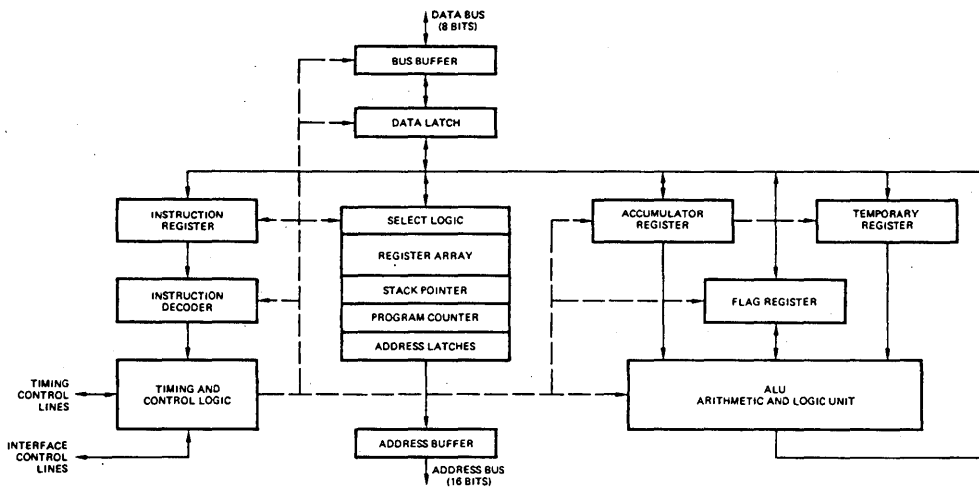 DATA BUS
(8 BITS)
BUS BUFFER
DATA LATCH
INSTRUCTION
REGISTER
SELECT LOGIC
ACCUMULATOR
REGISTER
TEMPORARY
REGISTER
REGISTER ARRAY
STACK POINTER
INSTRUCTION
DECODER
FLAG REGISTER
PROGRAM COUNTER
ADDRESS LATCHES
TIMING
CONTROL
LINES
TIMING AND
CONTROL LOGIC
ALU
ARITHMETIC AND LOGIC UNIT
INTERFACE
CONTROL
LINES
ADDRESS BUFFER
ADDRESS BUS
(16 BITS)